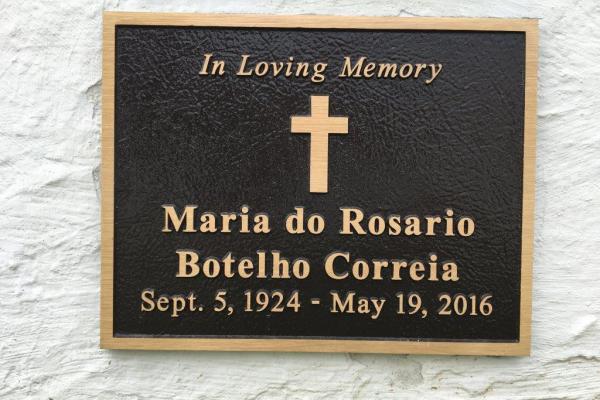 In Loving Memory
Maria do Rosario
Botelho Correia
Sept. 5, 1924 - May 19, 2016